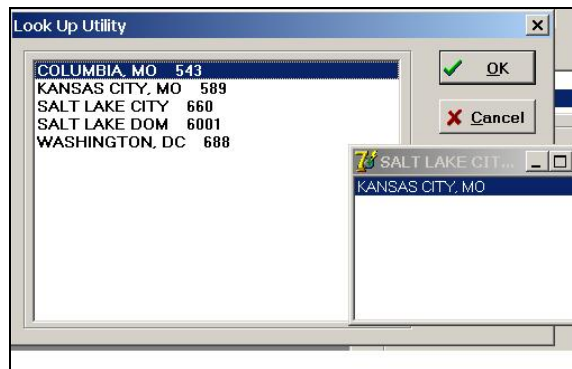 Look Up Utility
COLUMBIA, MO 543
KANSAS CITY, MO 589
SALT LAKE CITY 660
SALT LAKE DOM 6001
WASHINGTON, DC 688
OK
Cancel
SALT LAKE CIT...
KANSAS CITY, MO